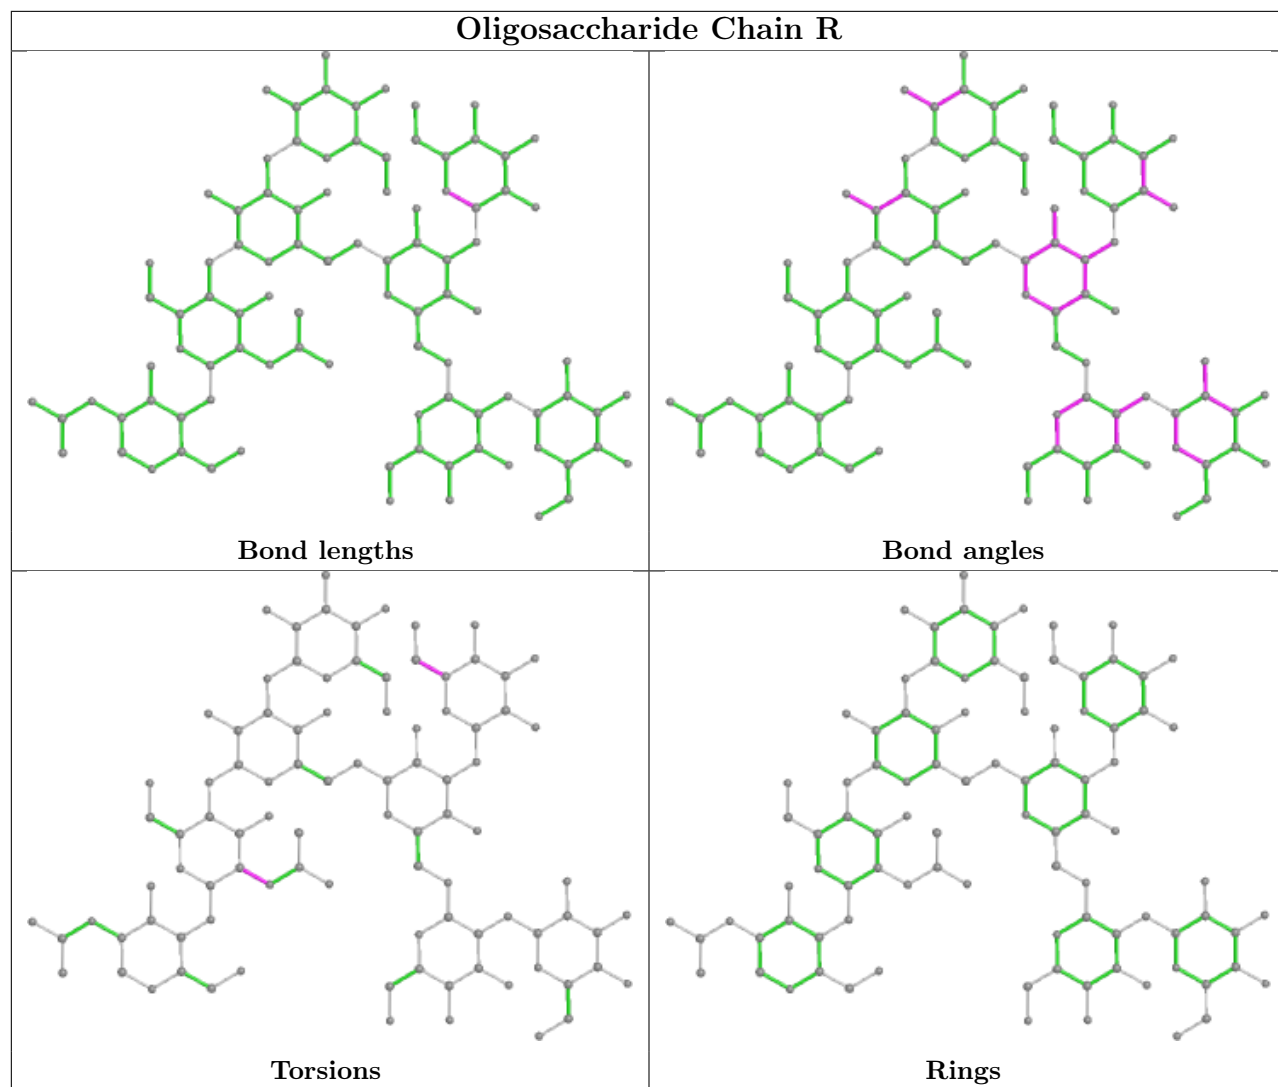 Oligosaccharide Chain R
Bond lengths
Bond angles
Torsions
Rings